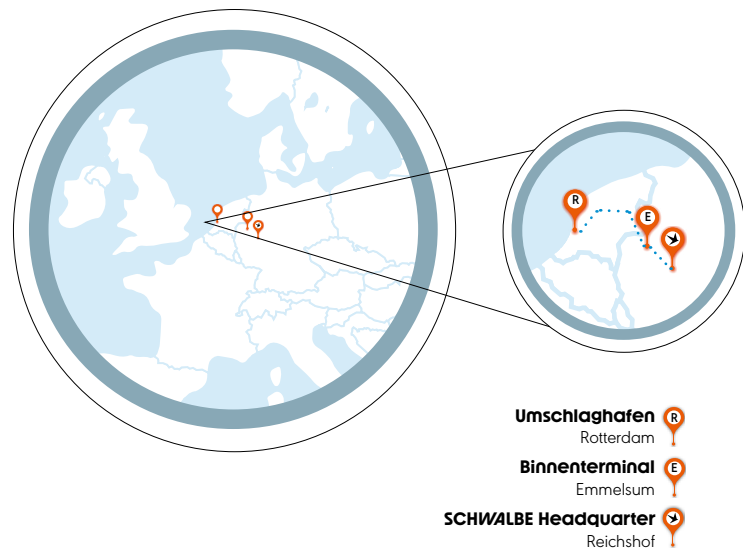 R
E
Umschlaghafen R
Rotterdam
Binnenterminal E
Emmelsum
SCHWALBE Headquarter
Reichshof